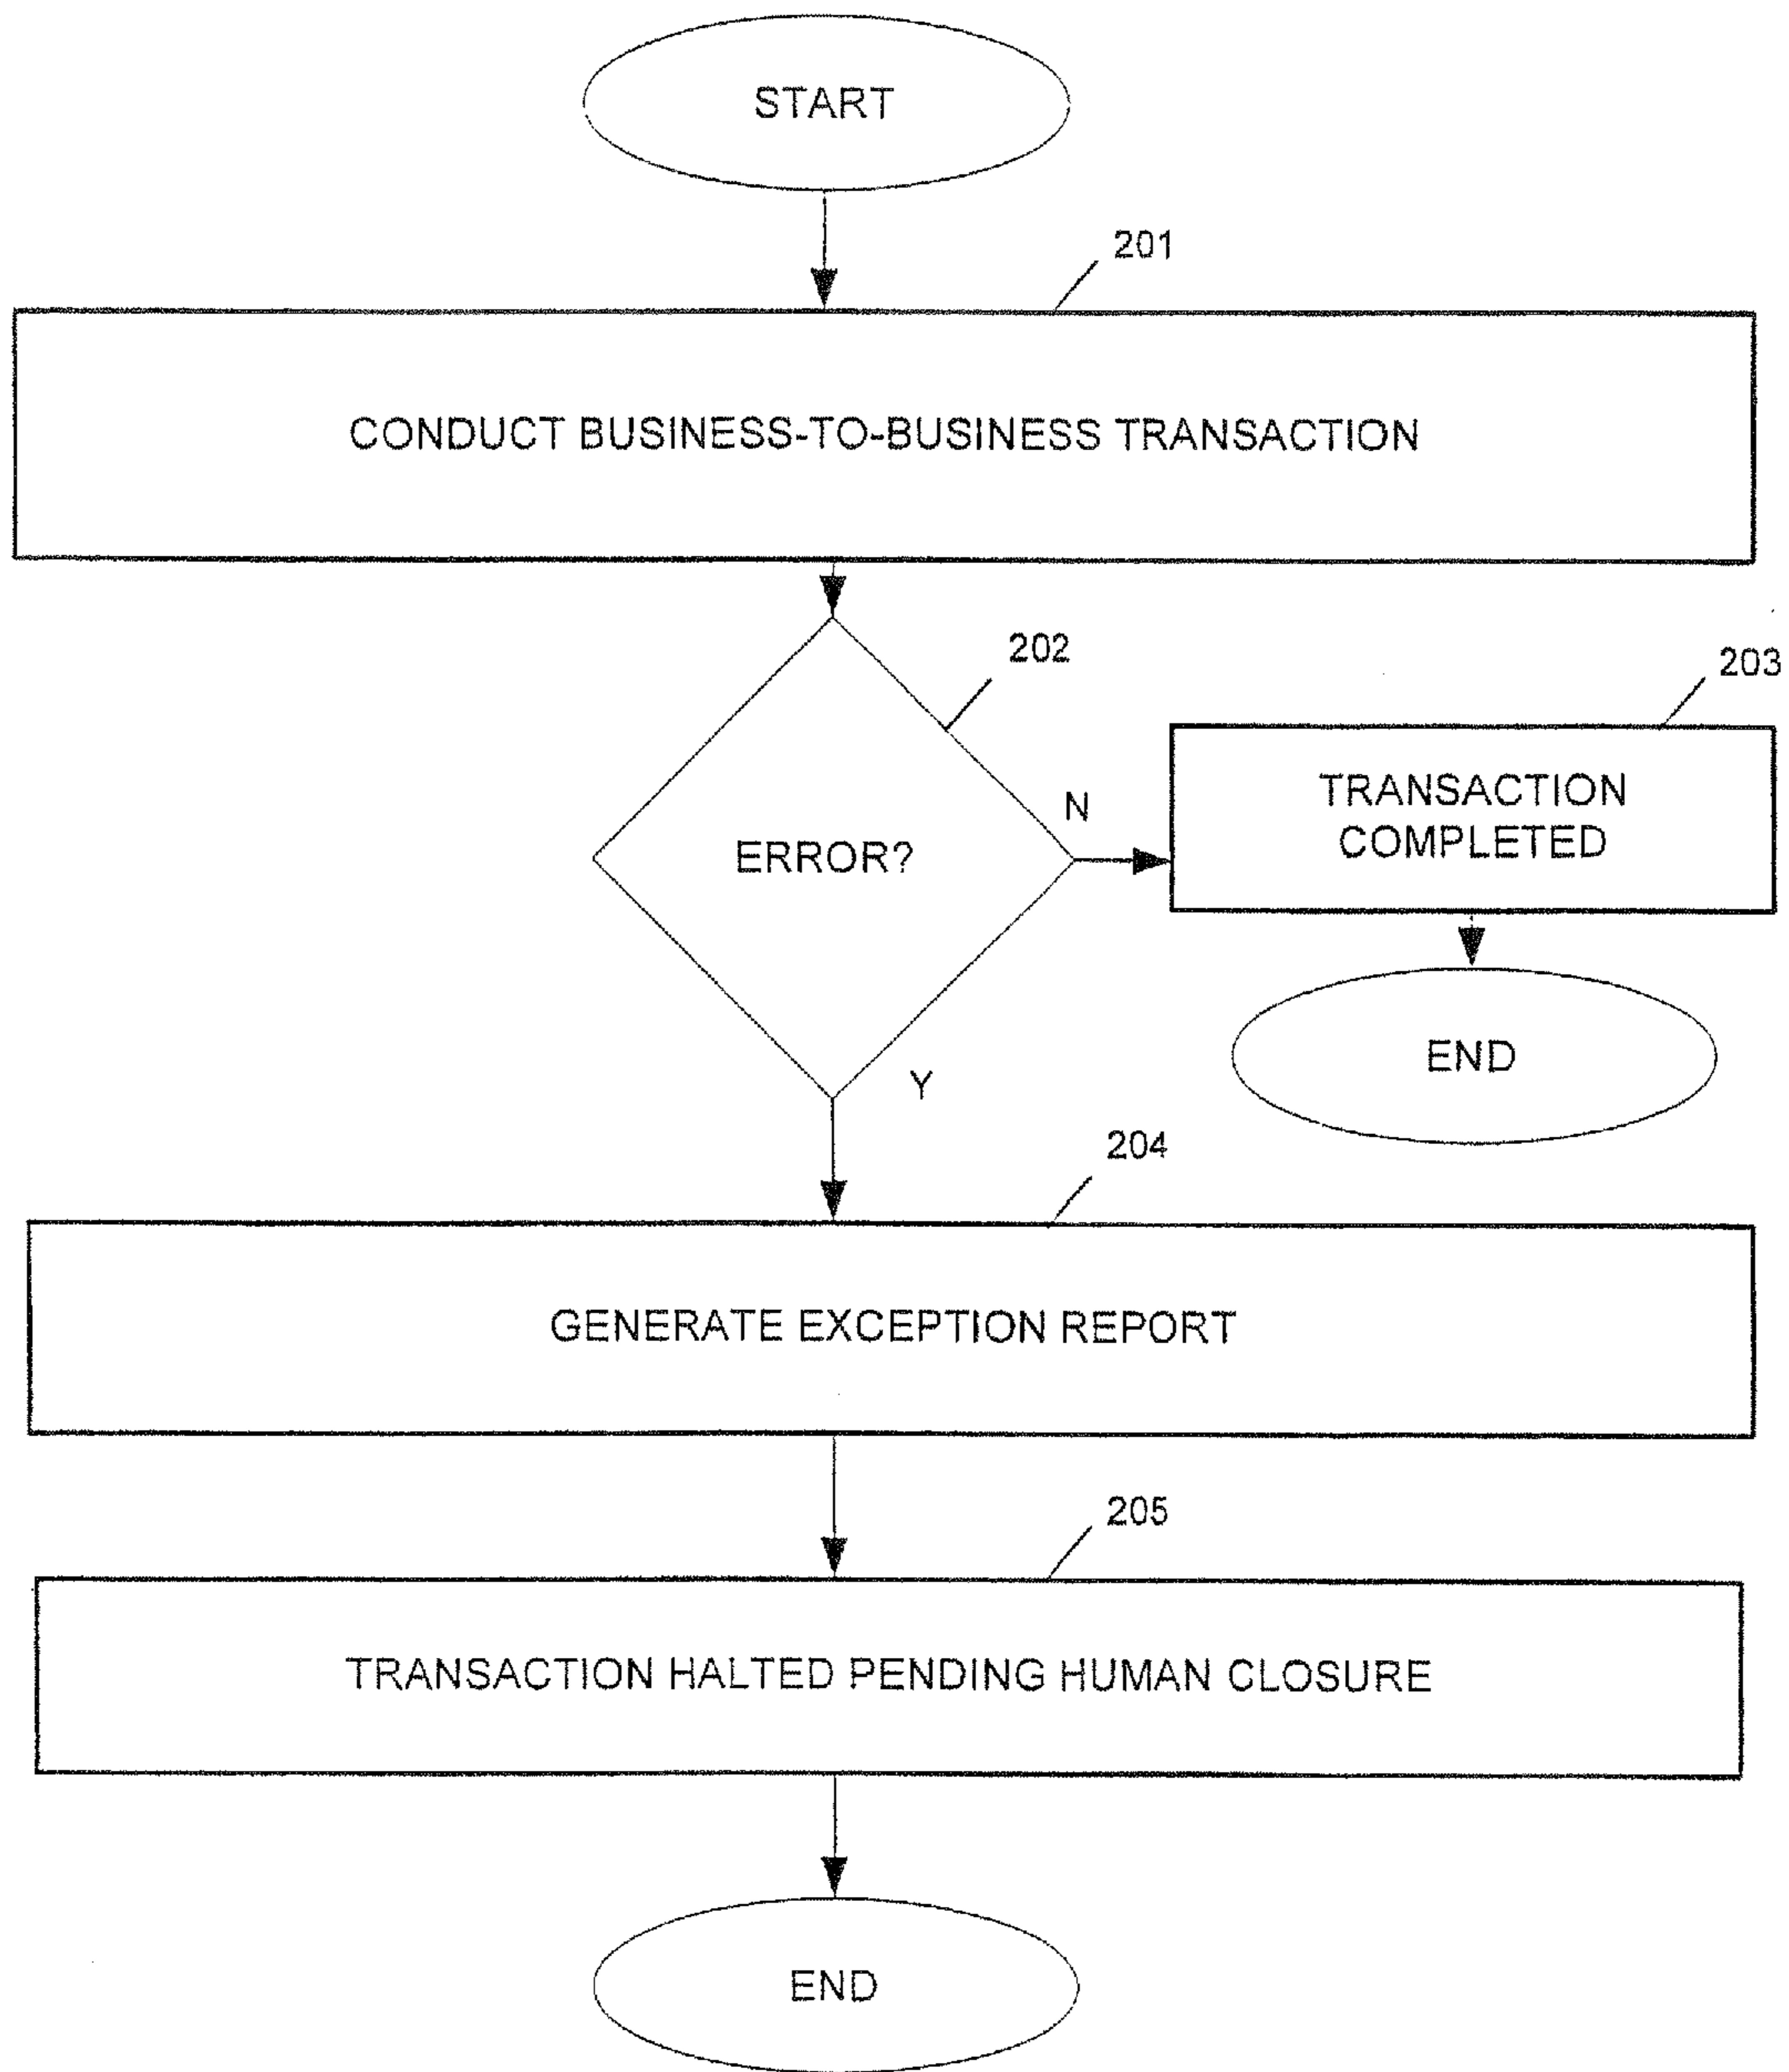 START
201
CONDUCT BUSINESS-TO-BUSINESS TRANSACTION
202
203
ERROR?
N
TRANSACTION
COMPLETED
END
Y
204
GENERATE EXCEPTION REPORT
205
TRANSACTION HALTED PENDING HUMAN CLOSURE
END